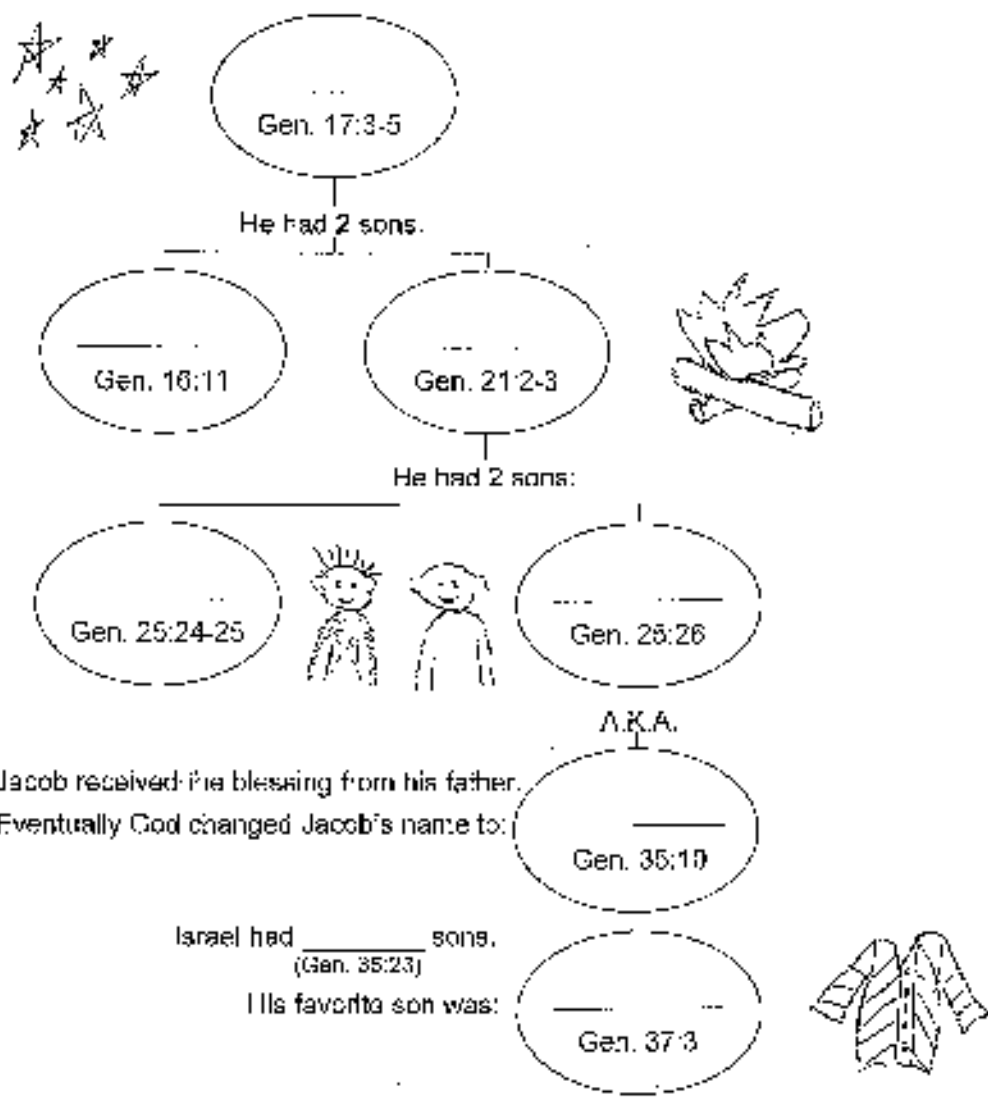 Gen. 17:3-5
He had 2 sons.
Gen. 16:11
Gen. 21:2-3
He had 2 sons:
Gen. 25:24-25
Gen. 25:26
A.K.A.
Jacob received the blessing from his father.
Eventually God changed Jacob's name to:
Gen. 35:10
Israel had ________ sons.
(Gen. 35:23)
His favorite son was:
Gen. 37:3